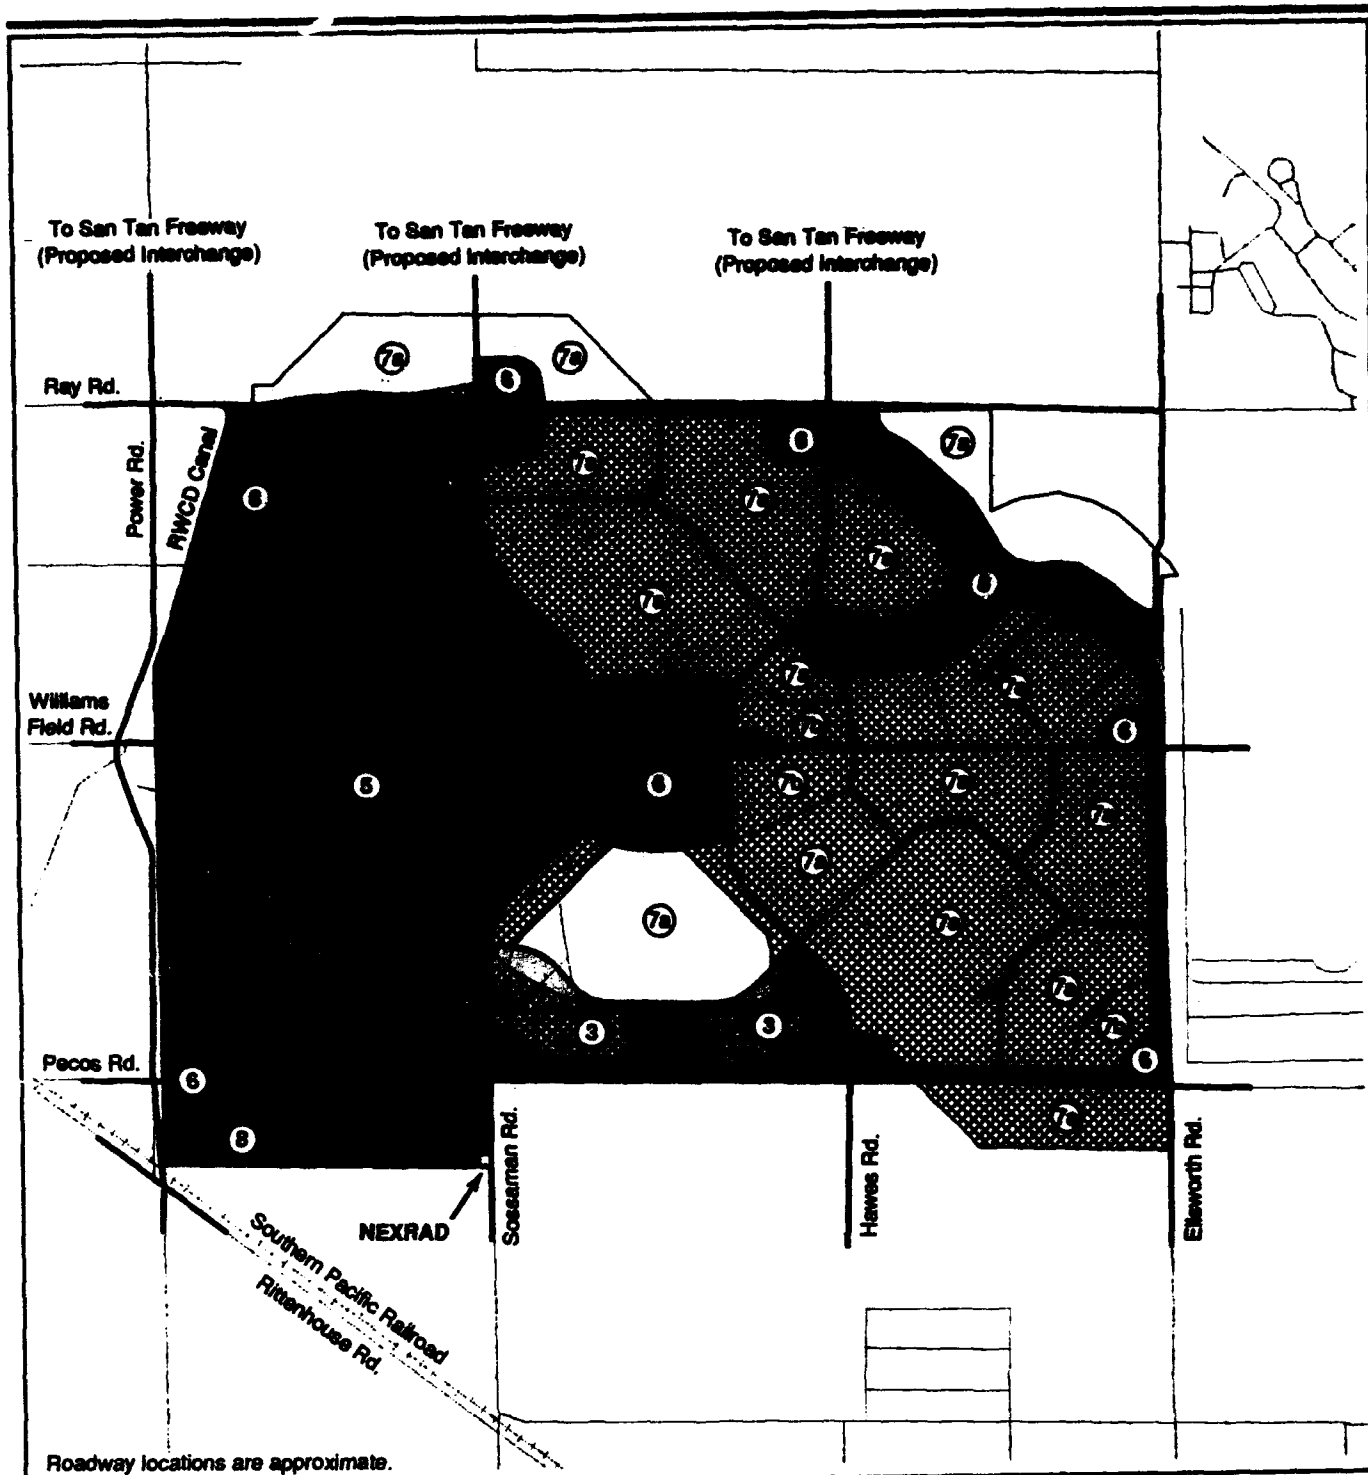 To San Tan Freeway
(Proposed Interchange)
To San Tan Freeway
(Proposed Interchange)
To San Tan Freeway
(Proposed Interchange)
7a
7a
6
Ray Rd.
6
7a
7c
Power Rd.
RWCD Canal
7c
7c
6
7c
7c
7c
Williams
Field Rd.
7c
6
5
6
7c
7c
7c
7c
7a
7c
7c
3
3
7c
Pecos Rd.
6
6
7c
8
Sossaman Rd.
Hawes Rd.
Ellsworth Rd.
NEXRAD
Southern Pacific Railroad
Rittenhouse Rd.
Roadway locations are approximate.